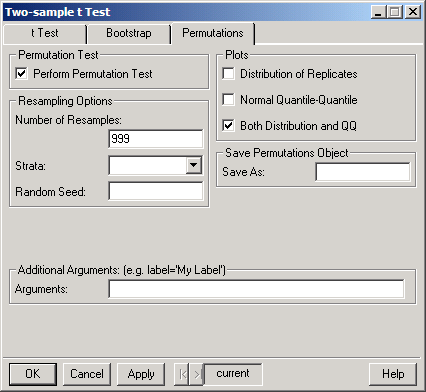 Two-sample t Test
t Test
Bootstrap
Permutations
Permutation Test
Perform Permutation Test
Resampling Options
Number of Resamples:
999
Strata:
Random Seed:
Plots
Distribution of Replicates
Normal Quantile-Quantile
Both Distribution and QQ
Save Permutations Object
Save As:
Additional Arguments: (e.g. label='My Label')
Arguments:
OK
Cancel
Apply
current
Help